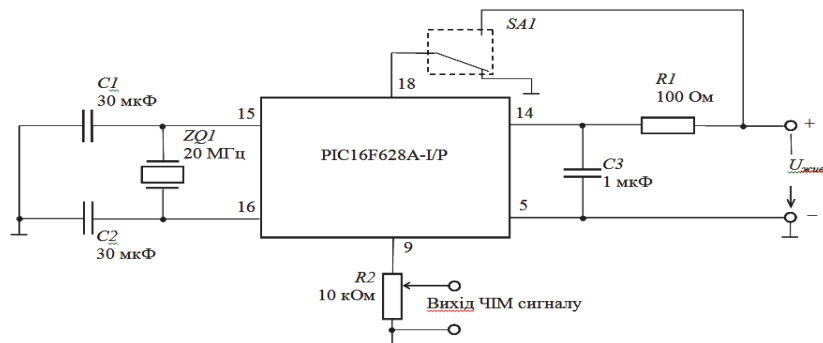 SA1
C1
30 мкФ
15
18
14
R1
100 Ом
ZQ1
20 МГц
PIC16F628A-I/P
+
C3
1 мкФ
Uжив
16
5
–
C2
30 мкФ
9
R2
10 кОм
Вихід ЧІМ сигналу